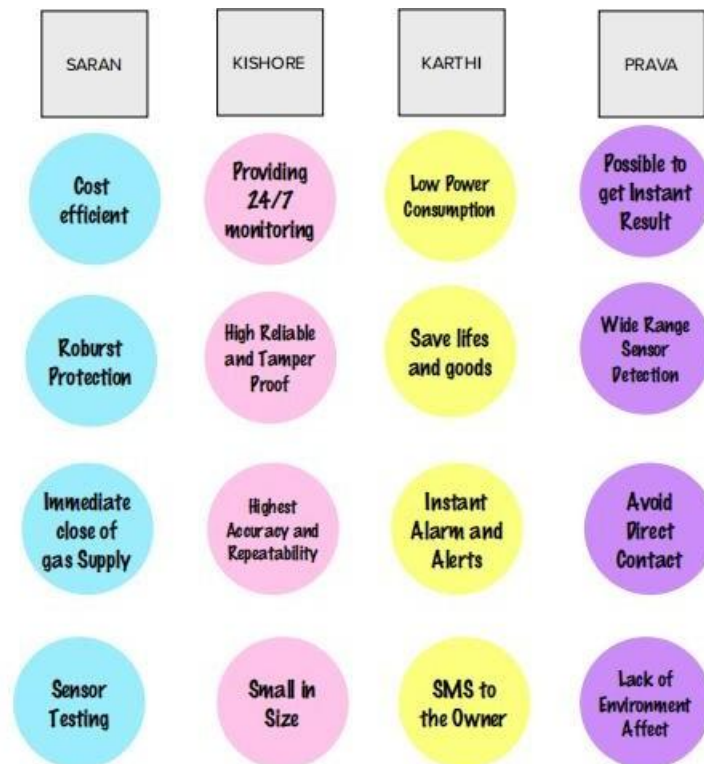 SARAN
KISHORE
KARTHI
PRAVA
Cost
efficient
Providing
24/7
monitoring
Low Power
Consumption
Possible to
get Instant
Result
Roburst
Protection
High Reliable
and Tamper
Proof
Save lifes
and goods
Wide Range
Sensor
Detection
Immediate
close of
gas Supply
Highest
Accuracy and
Repeatability
Instant
Alarm and
Alerts
Avoid
Direct
Contact
Sensor
Testing
Small in
Size
SMS to
the Owner
Lack of
Environment
Affect